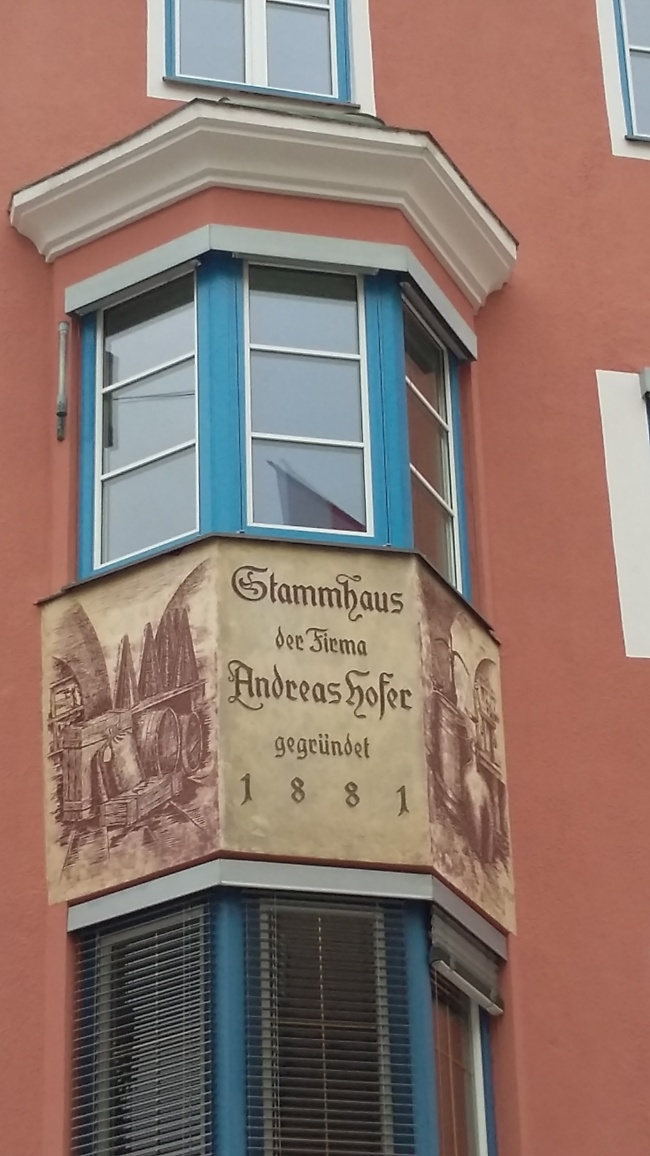 Stammhaus
der Firma
Andreas Hofer
gegründet
1881